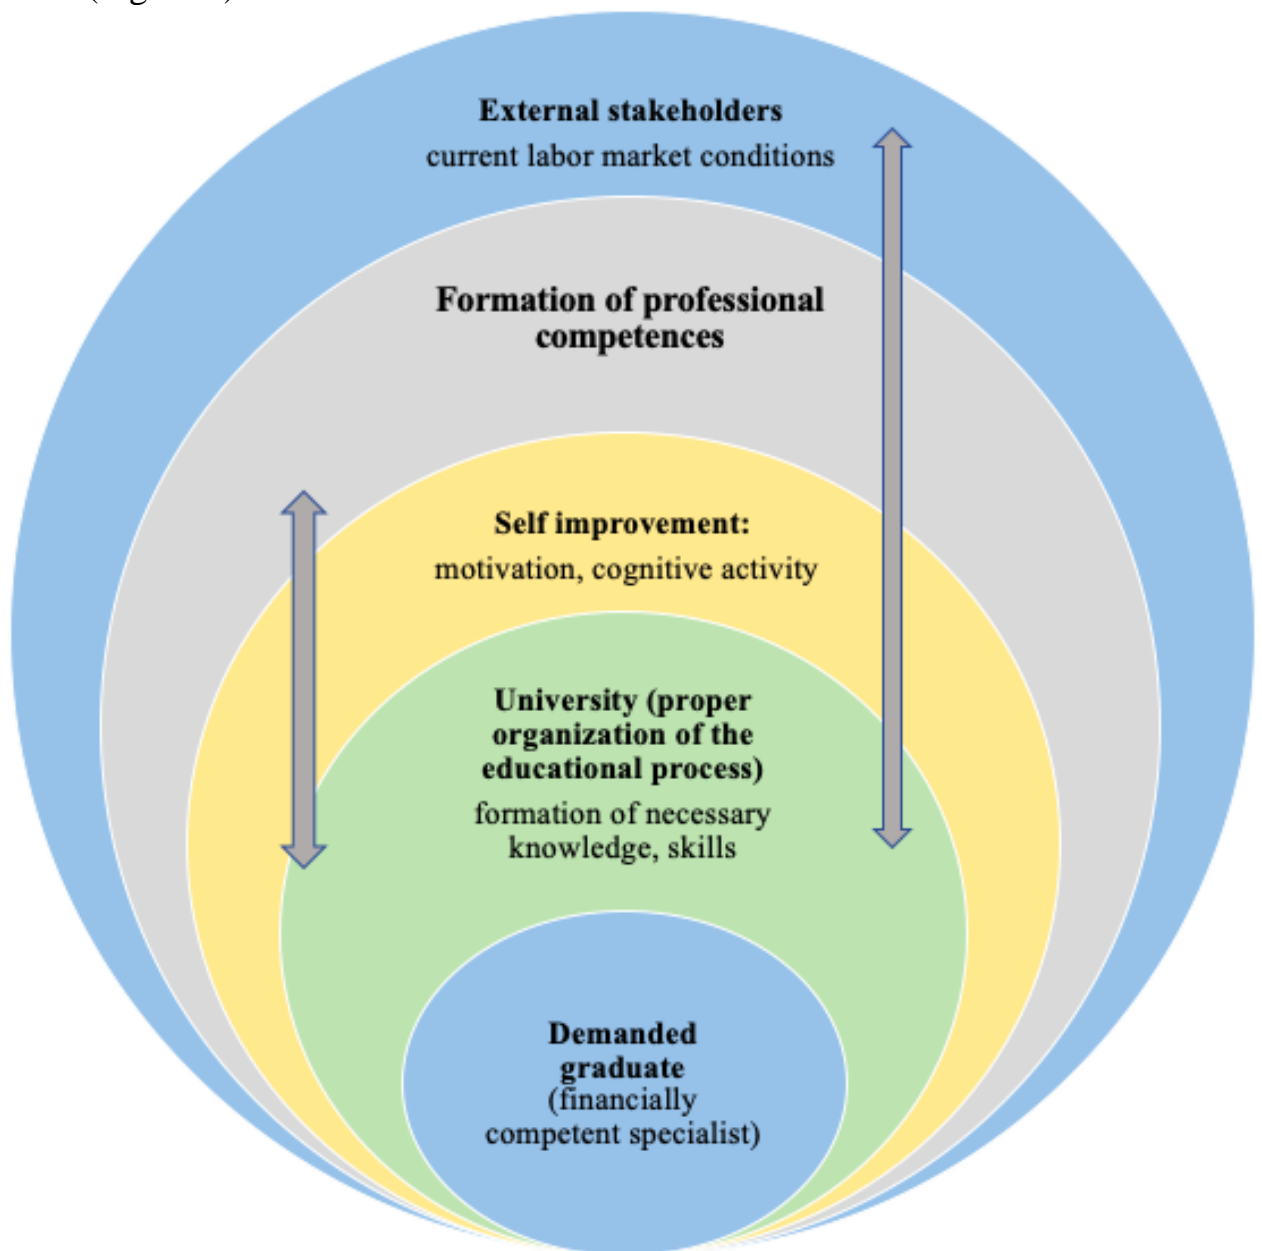 External stakeholders
current labor market conditions
Formation of professional
competences
Self improvement:
motivation, cognitive activity
University (proper
organization of the
educational process)
formation of necessary
knowledge, skills
Demanded
graduate
(financially
competent specialist)